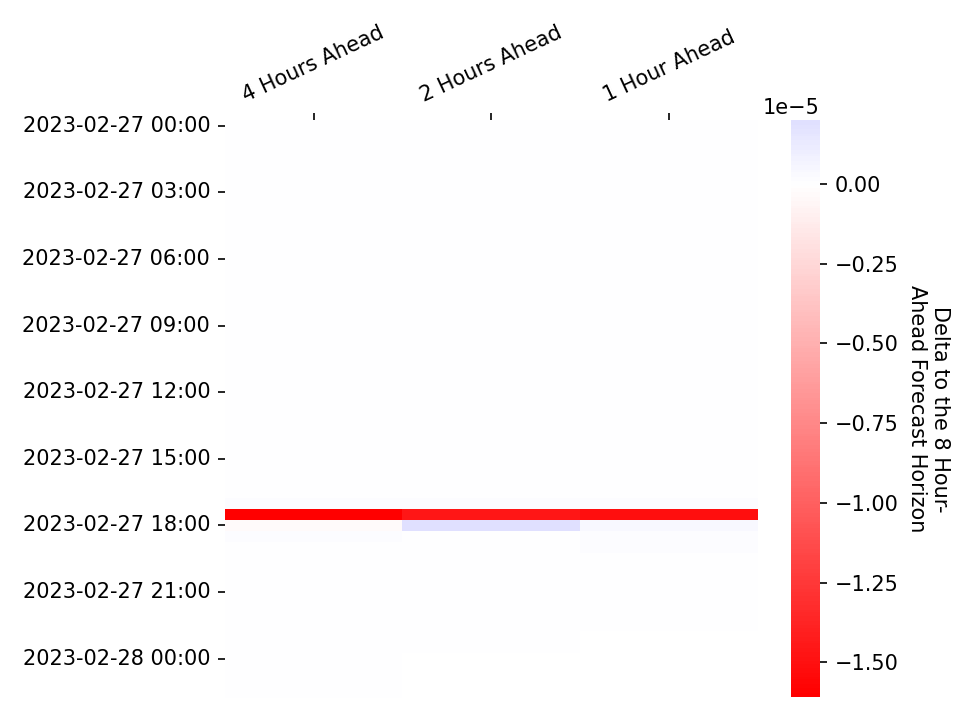 4 Hours Ahead
2 Hours Ahead
1 Hour Ahead
1e−5
2023-02-27 00:00
2023-02-27 03:00
2023-02-27 06:00
2023-02-27 09:00
2023-02-27 12:00
2023-02-27 15:00
2023-02-27 18:00
2023-02-27 21:00
2023-02-28 00:00
0.00
−0.25
−0.50
−0.75
−1.00
−1.25
−1.50
Delta to the 8 Hour-
Ahead Forecast Horizon